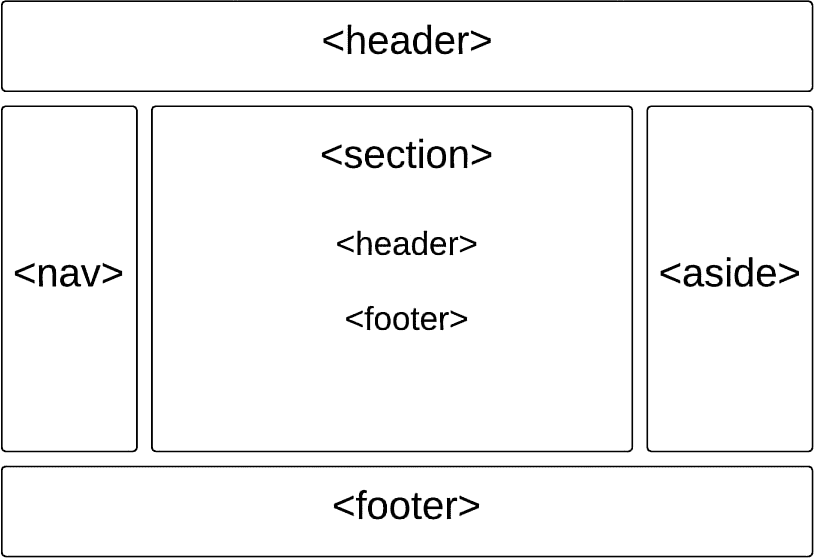 <header>
<nav>
<section>
<header>
<footer>
<aside>
<footer>